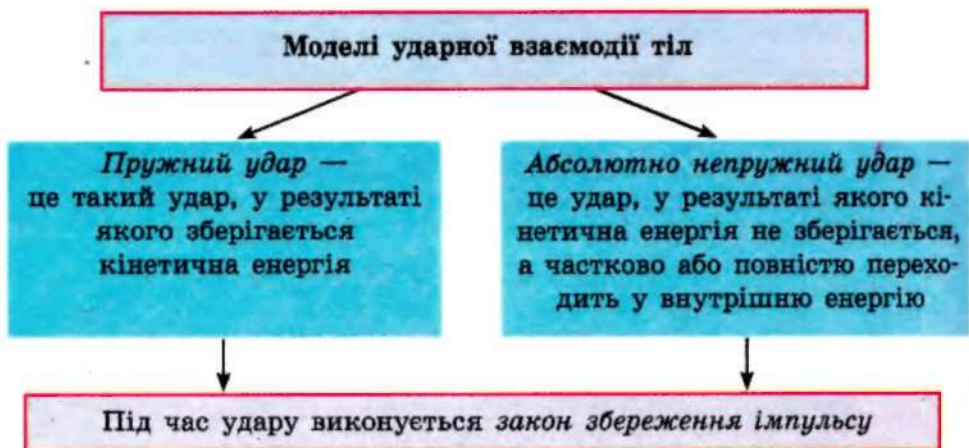 Моделі ударної взаємодії тіл
Пружний удар —
це такий удар, у результаті
якого зберігається
кінетична енергія
Абсолютно непружний удар —
це удар, у результаті якого кі-
нетична енергія не зберігається,
а частково або повністю перехо-
дить у внутрішню енергію
Під час удару виконується закон збереження імпульсу